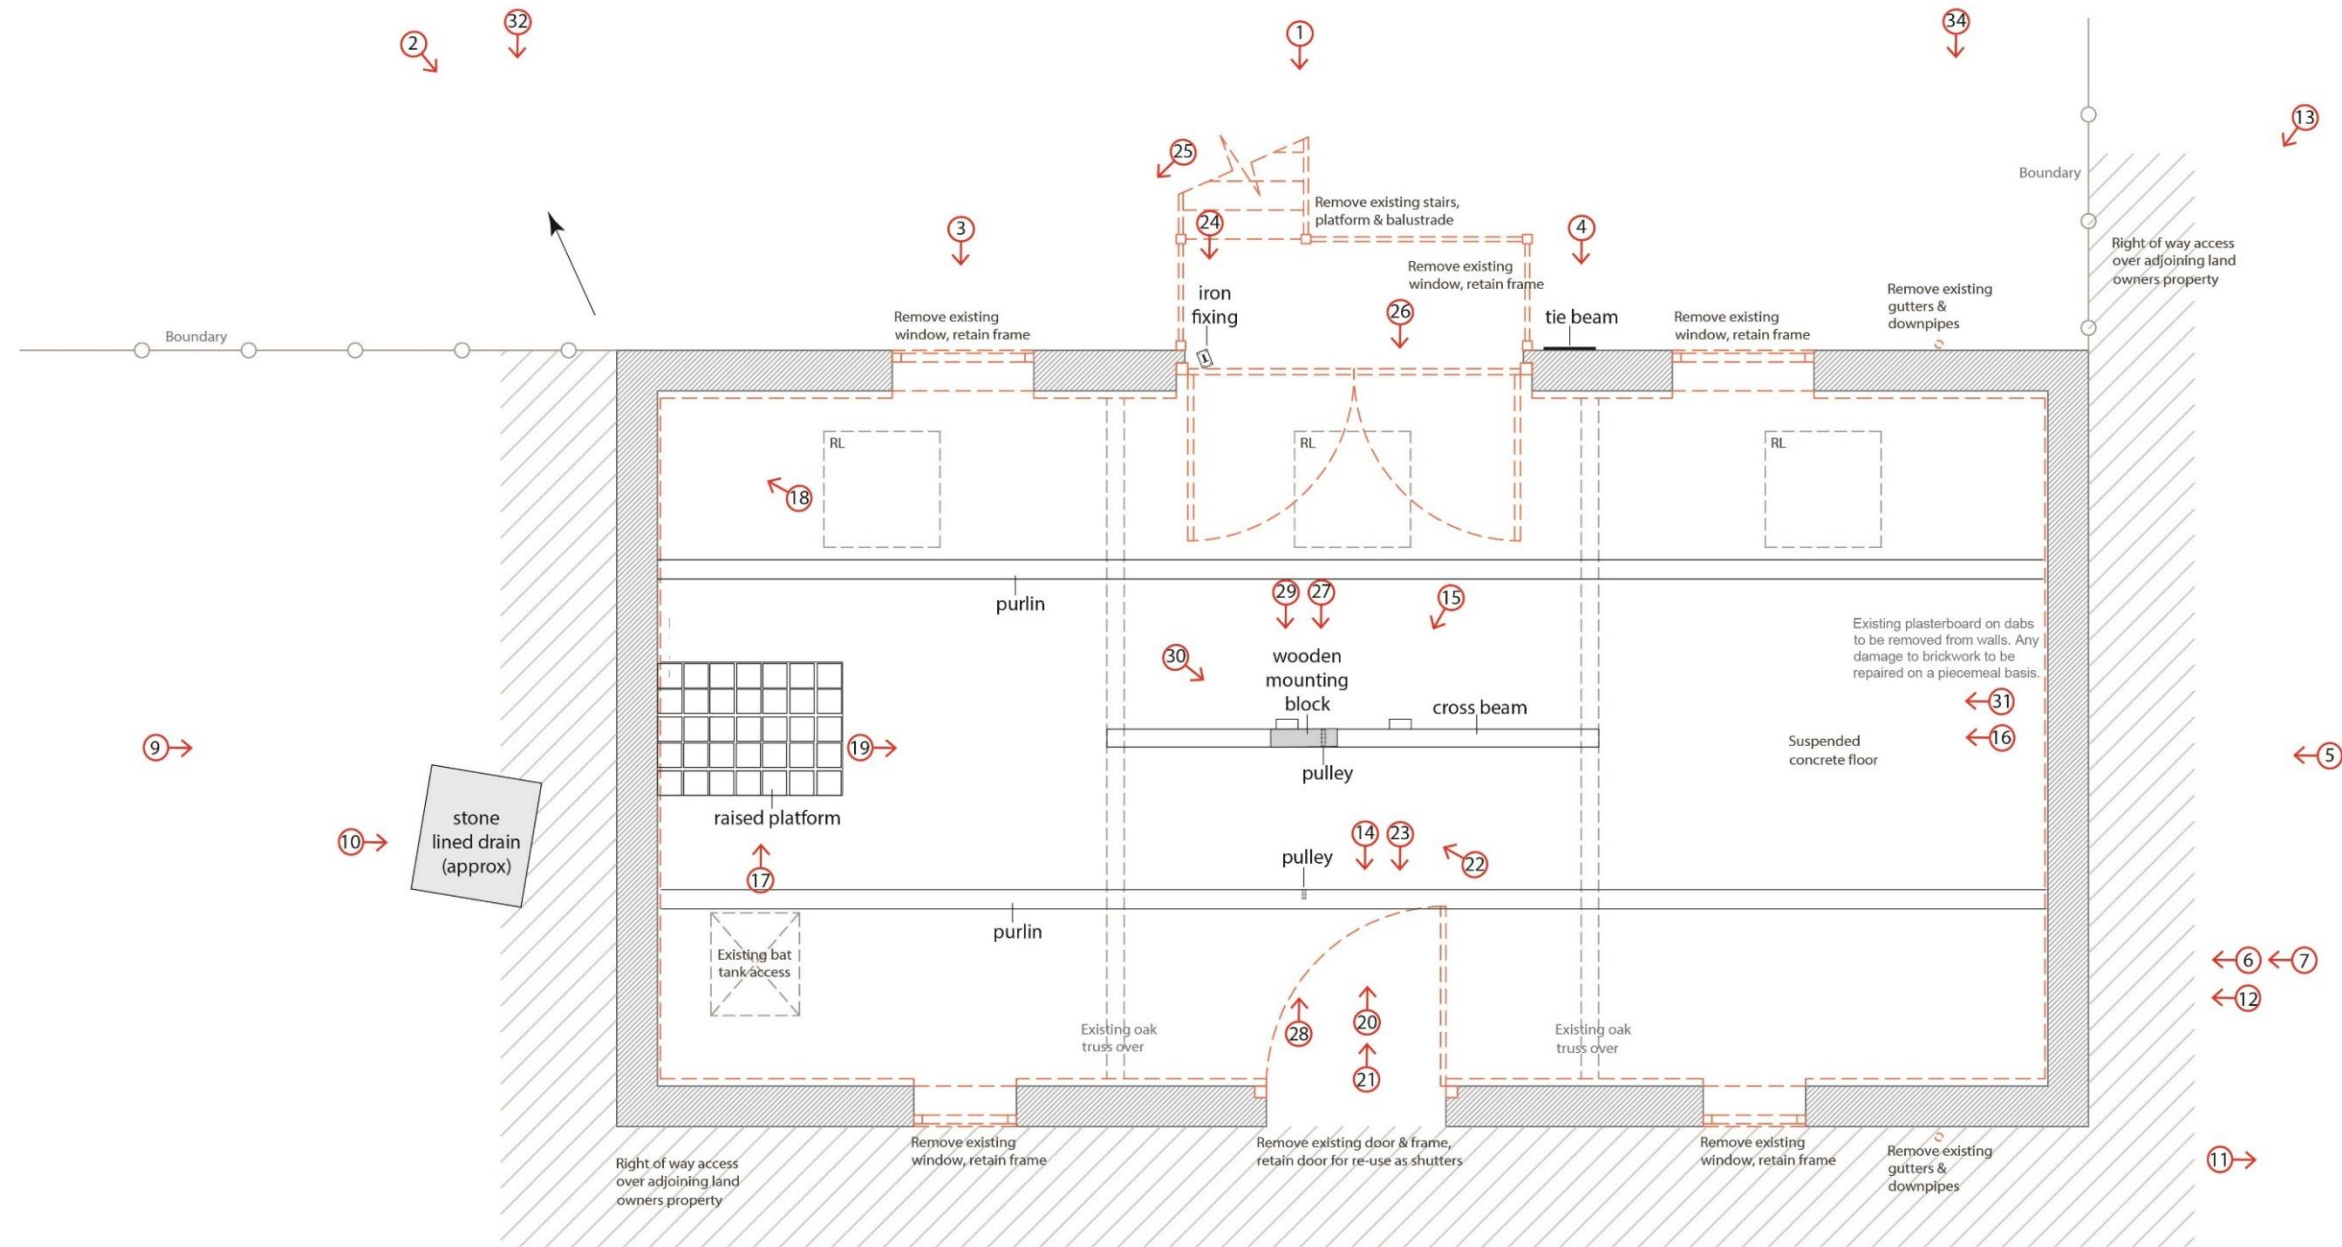 32
1
34
2
13
25
Boundary
Remove existing stairs,
platform & balustrade
24
3
4
Right of way access
over adjoining land
owners property
Remove existing
window, retain frame
iron
fixing
26
tie beam
Remove existing
gutters &
downpipes
Remove existing
window, retain frame
Remove existing
window, retain frame
Boundary
1
RL
RL
RL
18
purlin
29
27
15
Existing plasterboard on dabs
to be removed from walls. Any
damage to brickwork to be
repaired on a piecemeal basis.
30
wooden
mounting
block
cross beam
31
16
9
19
Suspended
concrete floor
5
pulley
raised platform
stone
lined drain
(approx)
10
14
23
pulley
22
17
purlin
Existing bat
tank access
6
7
12
Existing oak
truss over
28
20
Existing oak
truss over
21
Remove existing
window, retain frame
Remove existing door & frame,
retain door for re-use as shutters
Remove existing
window, retain frame
Remove existing
gutters &
downpipes
11
Right of way access
over adjoining land
owners property